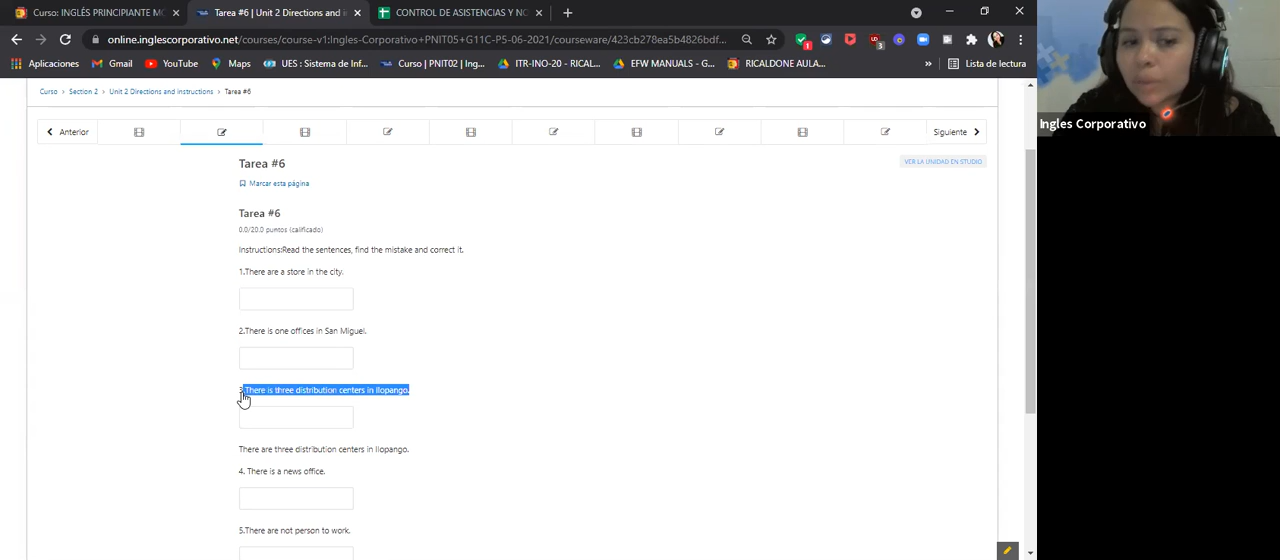 Curso: INGLÉS PRINCIPIANTE MO
Tarea #6 | Unit 2 Directions and i
CONTROL DE ASISTENCIAS Y NO
online.inglescorporativo.net/courses/course-v1:Ingles-Corporativo+PNIT05+G11C-P5-06-2021/courseware/423cb278ea5b4826bdf...
Aplicaciones
Gmail
YouTube
Maps
UES : Sistema de Inf...
Curso | PNIT02 | Ing...
ITR-INO-20 - RICAL...
EFW MANUALS - G...
RICALDONE AULA...
»
Lista de lectura
Curso > Section 2 > Unit 2 Directions and instructions > Tarea #6
Anterior
Siguiente
Tarea #6
VER LA UNIDAD EN STUDIO
Marcar esta página
Tarea #6
0.0/20.0 puntos (calificado)
Instructions:Read the sentences, find the mistake and correct it.
1.There are a store in the city.
2.There is one offices in San Miguel.
3.There is three distribution centers in Ilopango.
There are three distribution centers in Ilopango.
4. There is a news office.
5.There are not person to work.
Ingles Corporativo